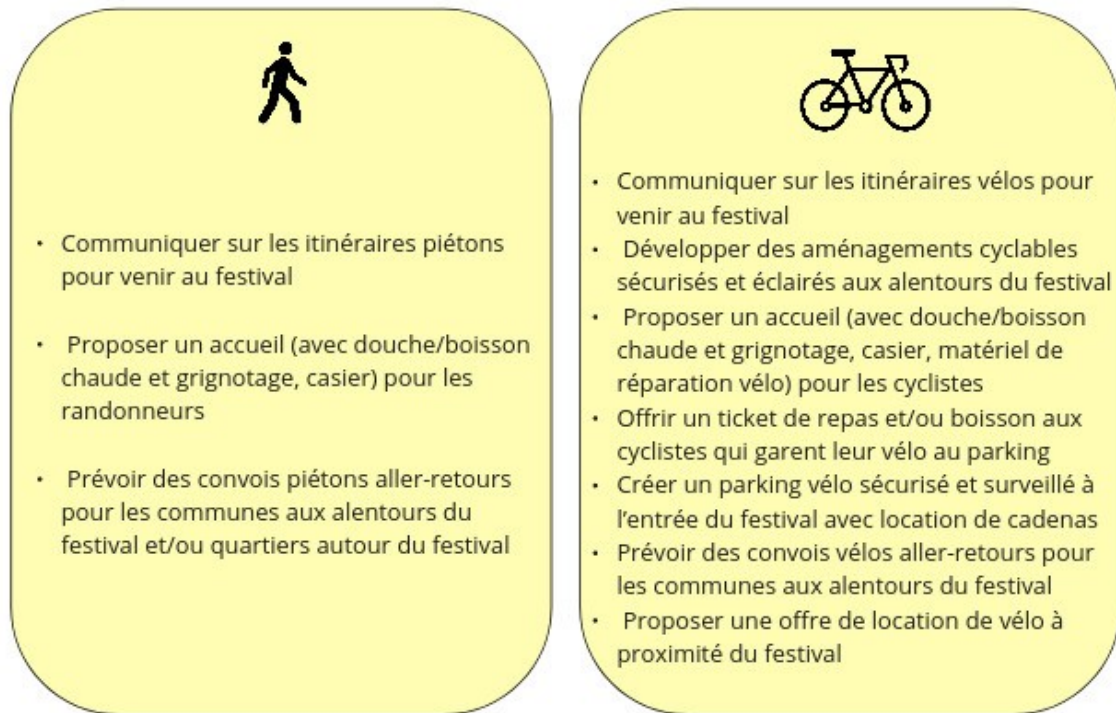 • Communiquer sur les itinéraires piétons
pour venir au festival
• Proposer un accueil (avec douche/boisson
chaude et grignotage, casier) pour les
randonneurs
• Prévoir des convois piétons aller-retours
pour les communes aux alentours du
festival et/ou quartiers autour du festival
• Communiquer sur les itinéraires vélos pour
venir au festival
• Développer des aménagements cyclables
sécurisés et éclairés aux alentours du festival
• Proposer un accueil (avec douche/boisson
chaude et grignotage, casier, matériel de
réparation vélo) pour les cyclistes
• Offrir un ticket de repas et/ou boisson aux
cyclistes qui garent leur vélo au parking
• Créer un parking vélo sécurisé et surveillé à
l'entrée du festival avec location de cadenas
• Prévoir des convois vélos aller-retours pour
les communes aux alentours du festival
• Proposer une offre de location de vélo à
proximité du festival